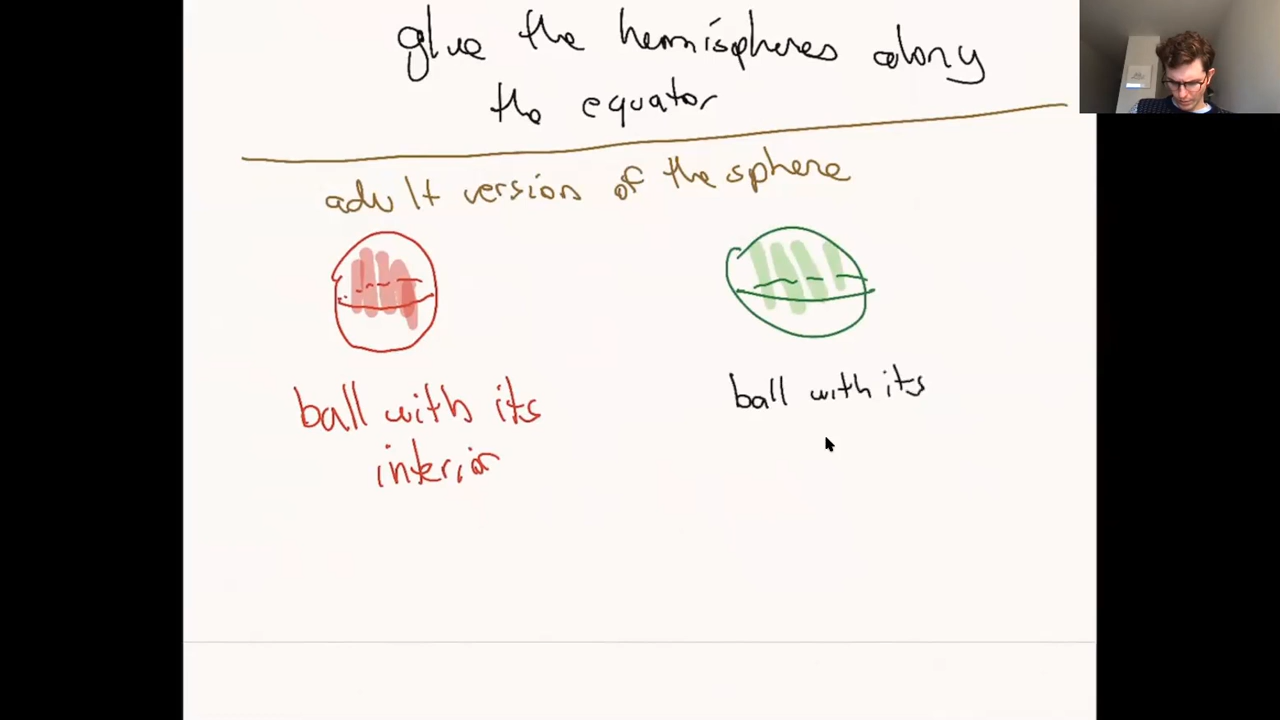 glue the hemispheres along
the equator
adult version of the sphere
ball with its
interior
ball with its